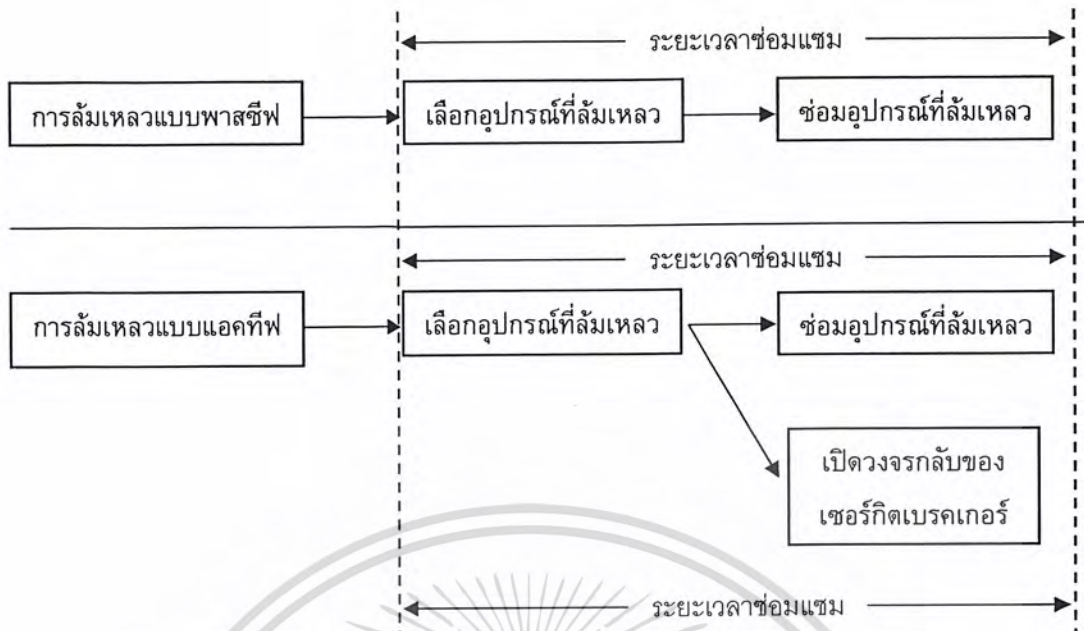 ระยะเวลาซ่อมแซม
การล้มเหลวแบบพาสซีฟ เลือกอุปกรณ์ที่ล้มเหลว ซ่อมอุปกรณ์ที่ล้มเหลว
ระยะเวลาซ่อมแซม
การล้มเหลวแบบแอคทีฟ เลือกอุปกรณ์ที่ล้มเหลว ซ่อมอุปกรณ์ที่ล้มเหลว
เปิดวงจรกลับของ
เซอร์กิตเบรคเกอร์
ระยะเวลาซ่อมแซม